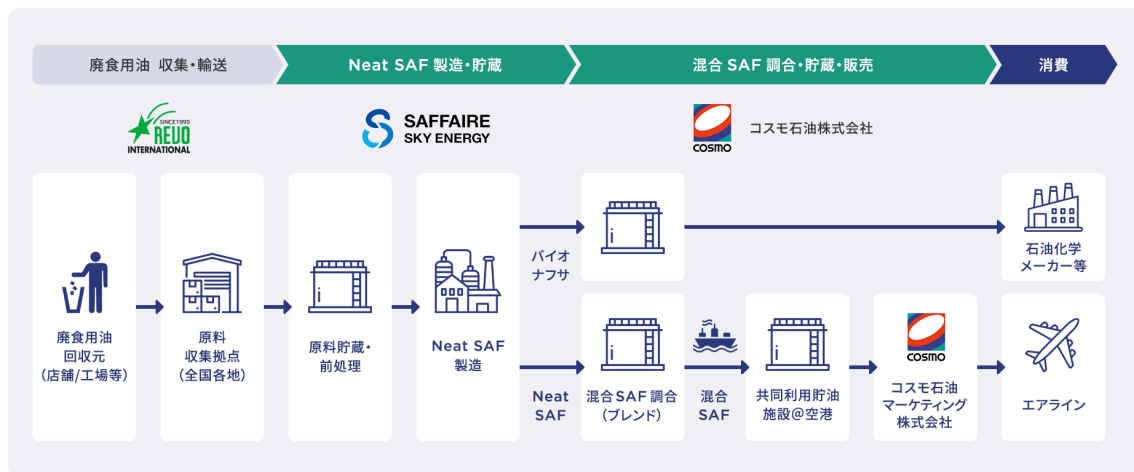 廃食用油 収集・輸送
Neat SAF 製造・貯蔵
混合 SAF 調合・貯蔵・販売
消費
SINCE1995
REVO
INTERNATIONAL
SAFFAIRE
SKY ENERGY
COSMO
コスモ石油株式会社
廃食用油
回収元
(店舗/工場等)
原料
収集拠点
(全国各地)
原料貯蔵・
前処理
Neat SAF
製造
バイオ
ナフサ
石油化学
メーカー等
Neat
SAF
混合SAF調合
(ブレンド)
混合
SAF
共同利用貯油
施設@空港
COSMO
コスモ石油
マーケティング
株式会社
エアライン